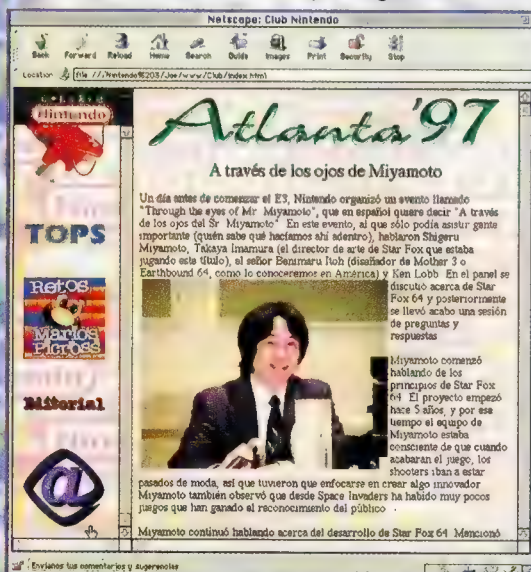 Netscape: Club Nintendo
Back Forward Reload Home Search Guide Images Print Security Stop
Location file ///Nintendo%203/Joe/www/Club/index.html
nintendo
TOPS
Retos
Marios
Picross
Editorial
@
Atlanta'97
A través de los ojos de Miyamoto
Un día antes de comenzar el E3, Nintendo organizó un evento llamado
"Through the eyes of Mr Miyamoto", que en español quiere decir "A través
de los ojos del Sr Miyamoto" En este evento, al que sólo podía asistir gente
importante (quién sabe qué hacíamos ahí adentro), hablaron Shigeru
Miyamoto, Takaya Imamura (el director de arte de Star Fox que estaba
jugando este título), el señor Benimaru Itoh (diseñador de Mother 3 o
Earthbound 64, como lo conoceremos en América) y Ken Lobb En el panel se
discutió acerca de Star
Fox 64 y posteriormente
se llevó acabo una sesión
de preguntas y
respuestas
Miyamoto comenzó
hablando de los
principios de Star Fox
64 El proyecto empezó
hace 5 años, y por ese
tiempo el equipo de
Miyamoto estaba
consciente de que cuando
acabaran el juego, los
shooters iban a estar
pasados de moda, así que tuvieron que enfocarse en crear algo innovador
Miyamoto también observó que desde Space Invaders ha habido muy pocos
juegos que han ganado el reconocimiento del público
Miyamoto continuó hablando acerca del desarrollo de Star Fox 64 Mencionó
Envíanos tus comentarios y sugerencias